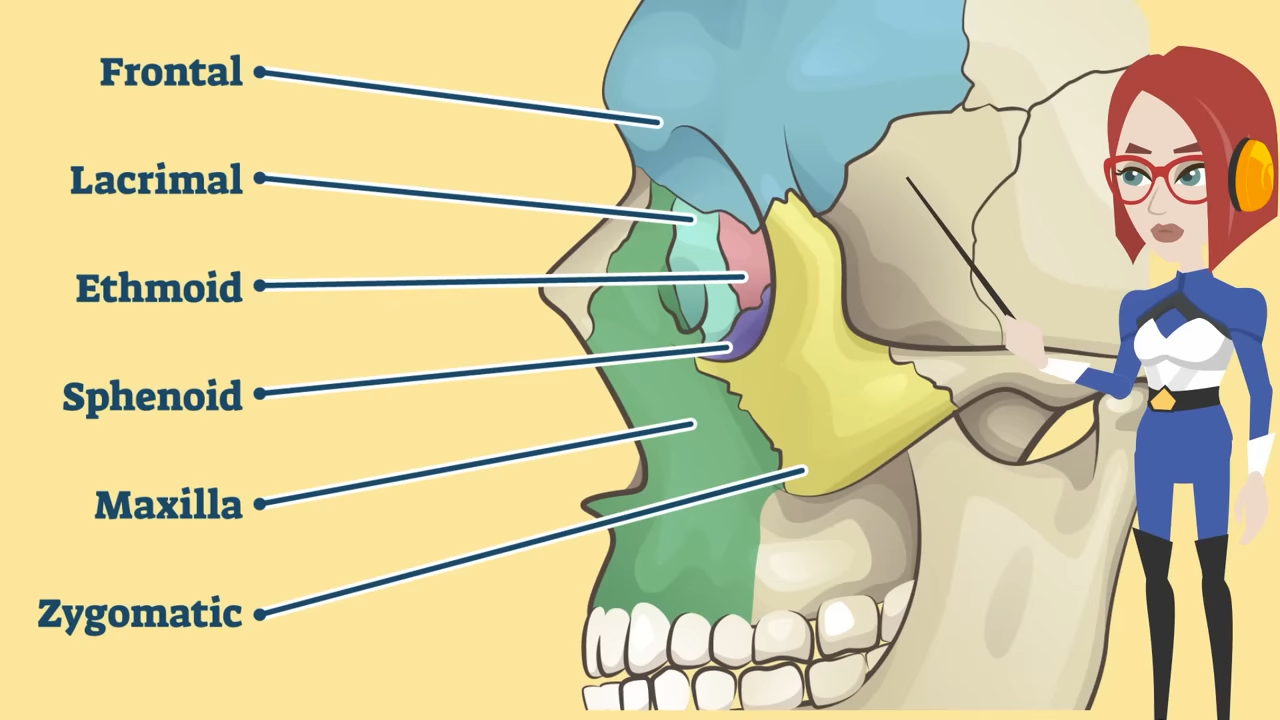 Frontal
Lacrimal
Ethmoid
Sphenoid
Maxilla
Zygomatic